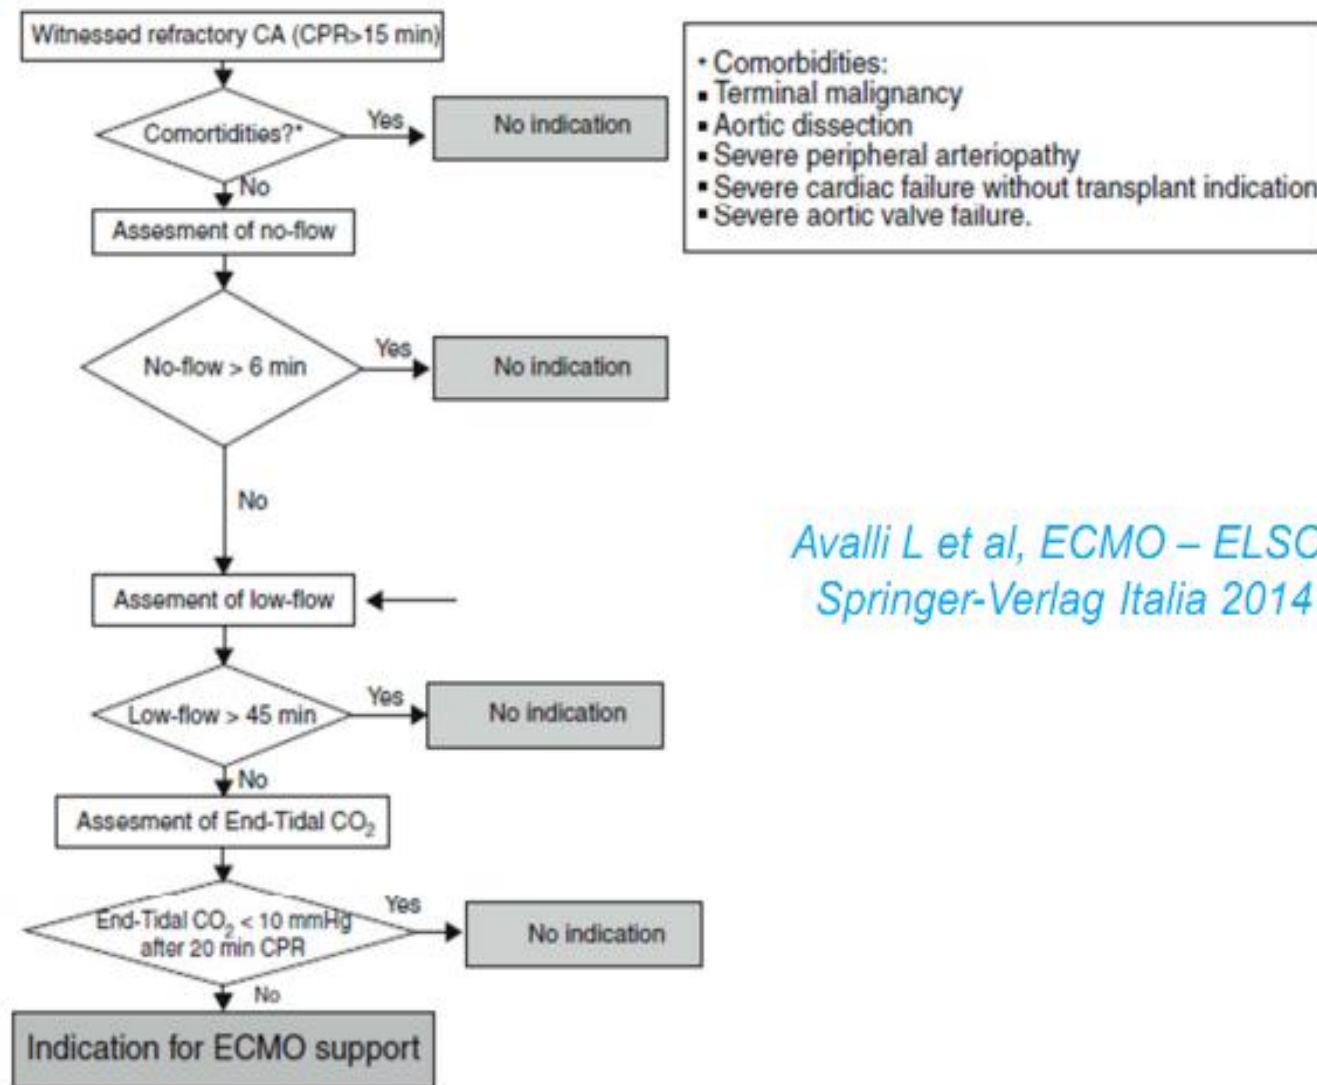 Witnessed refractory CA (CPR>15 min)
Comortidities?*
Yes
No indication
No
Assesment of no-flow
No-flow > 6 min
Yes
No indication
No
Assement of low-flow
Low-flow > 45 min
Yes
No indication
No
Assesment of End-Tidal CO₂
End-Tidal CO₂ < 10 mmHg
after 20 min CPR
Yes
No indication
No
Indication for ECMO support
* Comorbidities:
▪ Terminal malignancy
▪ Aortic dissection
▪ Severe peripheral arteriopathy
▪ Severe cardiac failure without transplant indication
▪ Severe aortic valve failure.
Avalli L et al, ECMO – ELSO
Springer-Verlag Italia 2014